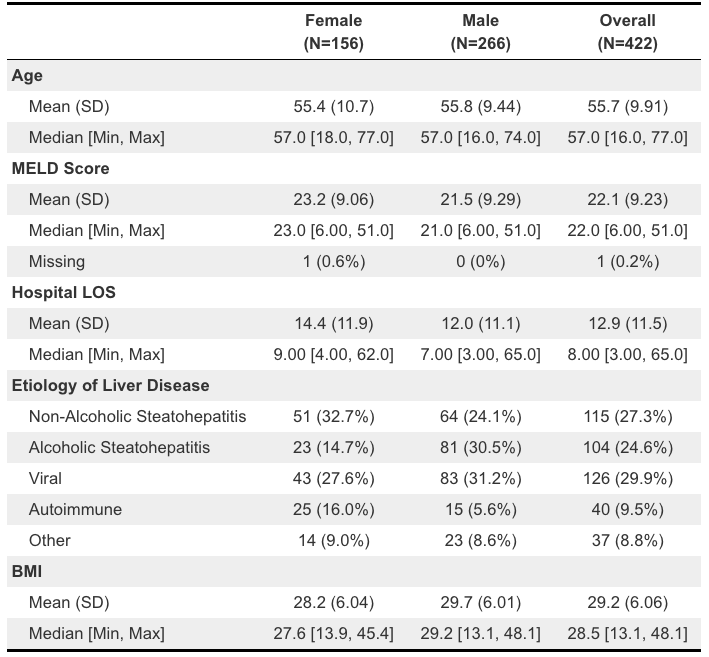 Female Male Overall
(N=156) (N=266) (N=422)
Age
Mean (SD) 55.4 (10.7) 55.8 (9.44) 55.7 (9.91)
Median [Min, Max] 57.0 [18.0, 77.0] 57.0 [16.0, 74.0] 57.0 [16.0, 77.0]
MELD Score
Mean (SD) 23.2 (9.06) 21.5 (9.29) 22.1 (9.23)
Median [Min, Max] 23.0 [6.00, 51.0] 21.0 [6.00, 51.0] 22.0 [6.00, 51.0]
Missing 1 (0.6%) 0 (0%) 1 (0.2%)
Hospital LOS
Mean (SD) 14.4 (11.9) 12.0 (11.1) 12.9 (11.5)
Median [Min, Max] 9.00 [4.00, 62.0] 7.00 [3.00, 65.0] 8.00 [3.00, 65.0]
Etiology of Liver Disease
Non-Alcoholic Steatohepatitis 51 (32.7%) 64 (24.1%) 115 (27.3%)
Alcoholic Steatohepatitis 23 (14.7%) 81 (30.5%) 104 (24.6%)
Viral 43 (27.6%) 83 (31.2%) 126 (29.9%)
Autoimmune 25 (16.0%) 15 (5.6%) 40 (9.5%)
Other 14 (9.0%) 23 (8.6%) 37 (8.8%)
BMI
Mean (SD) 28.2 (6.04) 29.7 (6.01) 29.2 (6.06)
Median [Min, Max] 27.6 [13.9, 45.4] 29.2 [13.1, 48.1] 28.5 [13.1, 48.1]